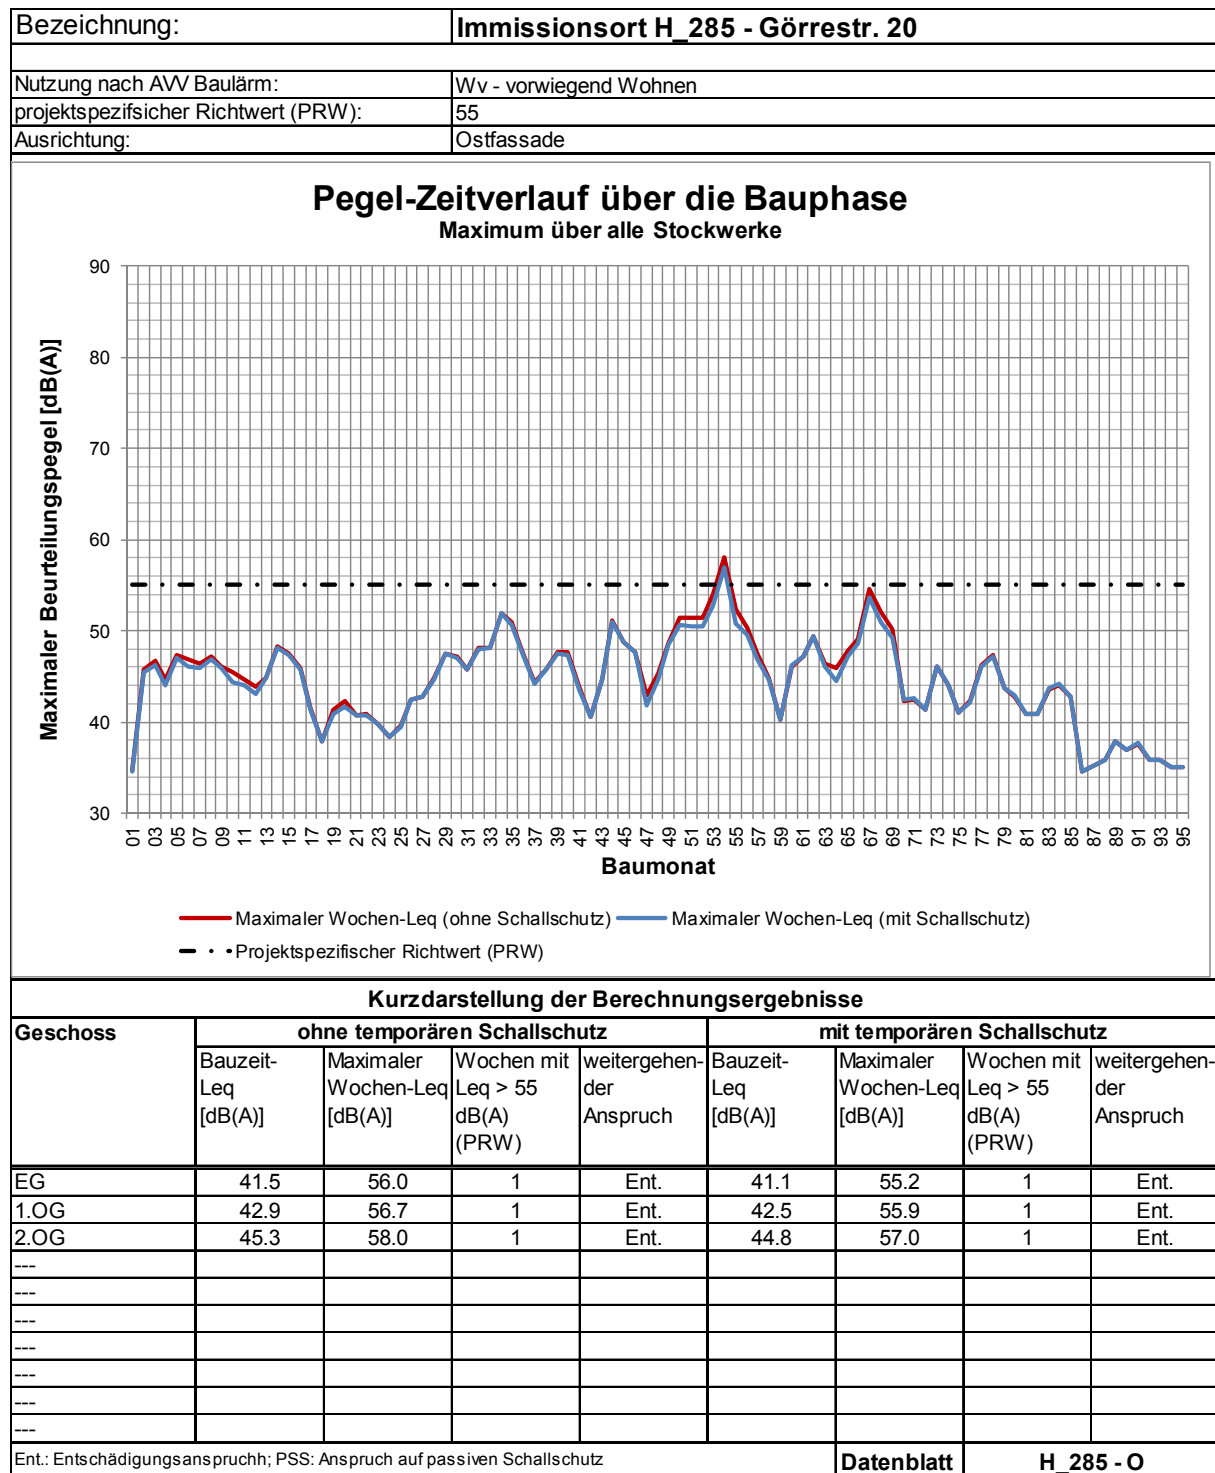 Bezeichnung: Immissionsort H_285 - Görrestr. 20
Nutzung nach AVV Baulärm: Wv - vorwiegend Wohnen
projektspezifsicher Richtwert (PRW): 55
Ausrichtung: Ostfassade
Pegel-Zeitverlauf über die Bauphase
Maximum über alle Stockwerke
Maximaler Beurteilungspegel [dB(A)]
90
80
70
60
50
40
30
01 03 05 07 09 11 13 15 17 19 21 23 25 27 29 31 33 35 37 39 41 43 45 47 49 51 53 55 57 59 61 63 65 67 69 71 73 75 77 79 81 83 85 87 89 91 93 95
Baumonat
Maximaler Wochen-Leq (ohne Schallschutz) Maximaler Wochen-Leq (mit Schallschutz)
Projektspezifischer Richtwert (PRW)
Kurzdarstellung der Berechnungsergebnisse
Geschoss ohne temporären Schallschutz mit temporären Schallschutz
Bauzeit- Maximaler Wochen mit weitergehen- Bauzeit- Maximaler Wochen mit weitergehen-
Leq Wochen-Leq Leq > 55 der Leq Wochen-Leq Leq > 55 der
[dB(A)] [dB(A)] dB(A) Anspruch [dB(A)] [dB(A)] dB(A) Anspruch
(PRW) (PRW)
EG 41.5 56.0 1 Ent. 41.1 55.2 1 Ent.
1.OG 42.9 56.7 1 Ent. 42.5 55.9 1 Ent.
2.OG 45.3 58.0 1 Ent. 44.8 57.0 1 Ent.
---
---
---
---
---
---
---
Ent.: Entschädigungsanspruchh; PSS: Anspruch auf passiven Schallschutz Datenblatt H_285 - O